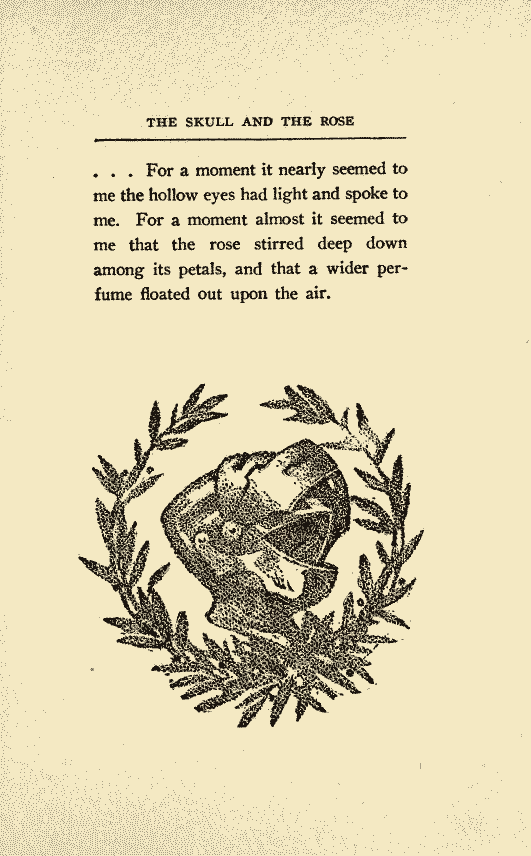 THE SKULL AND THE ROSE
. . . For a moment it nearly seemed to
me the hollow eyes had light and spoke to
me. For a moment almost it seemed to
me that the rose stirred deep down
among its petals, and that a wider per-
fume floated out upon the air.